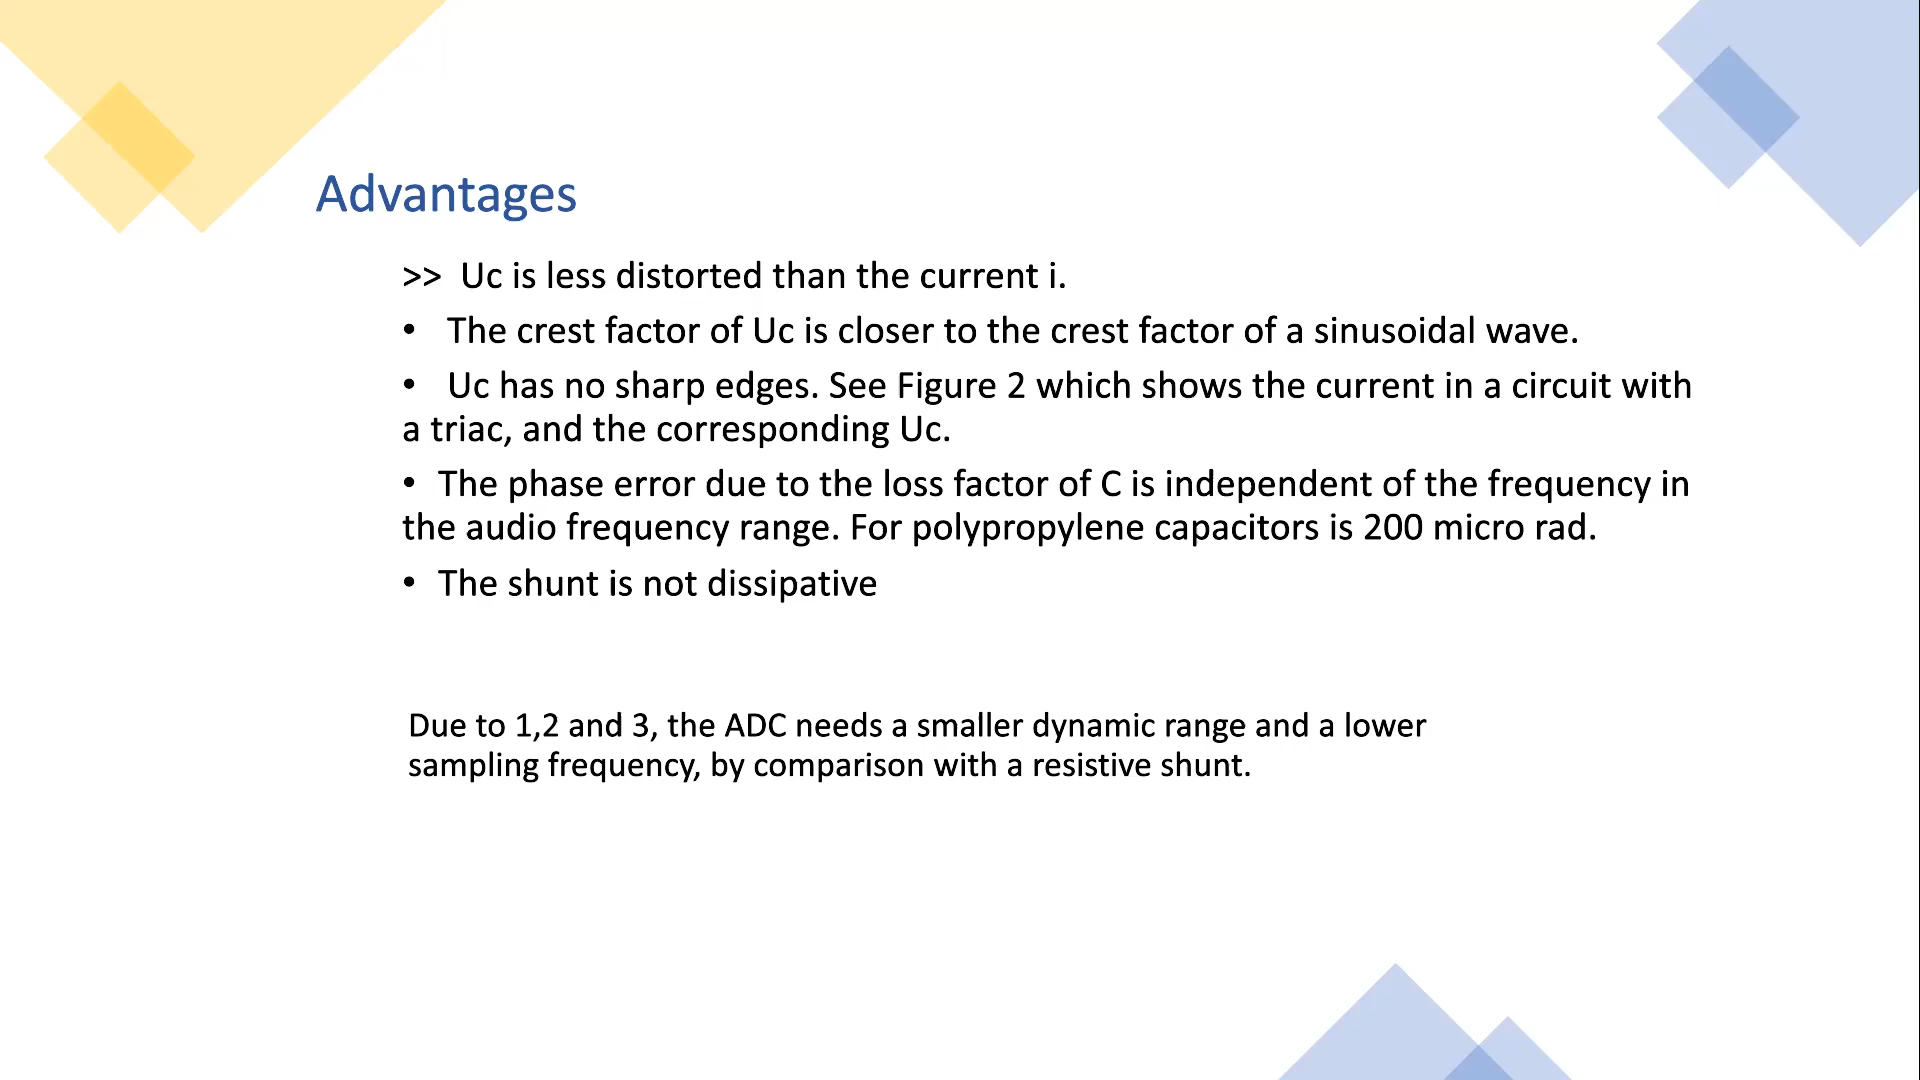 Advantages
>> Uc is less distorted than the current i.
• The crest factor of Uc is closer to the crest factor of a sinusoidal wave.
• Uc has no sharp edges. See Figure 2 which shows the current in a circuit with
a triac, and the corresponding Uc.
• The phase error due to the loss factor of C is independent of the frequency in
the audio frequency range. For polypropylene capacitors is 200 micro rad.
• The shunt is not dissipative
Due to 1,2 and 3, the ADC needs a smaller dynamic range and a lower
sampling frequency, by comparison with a resistive shunt.